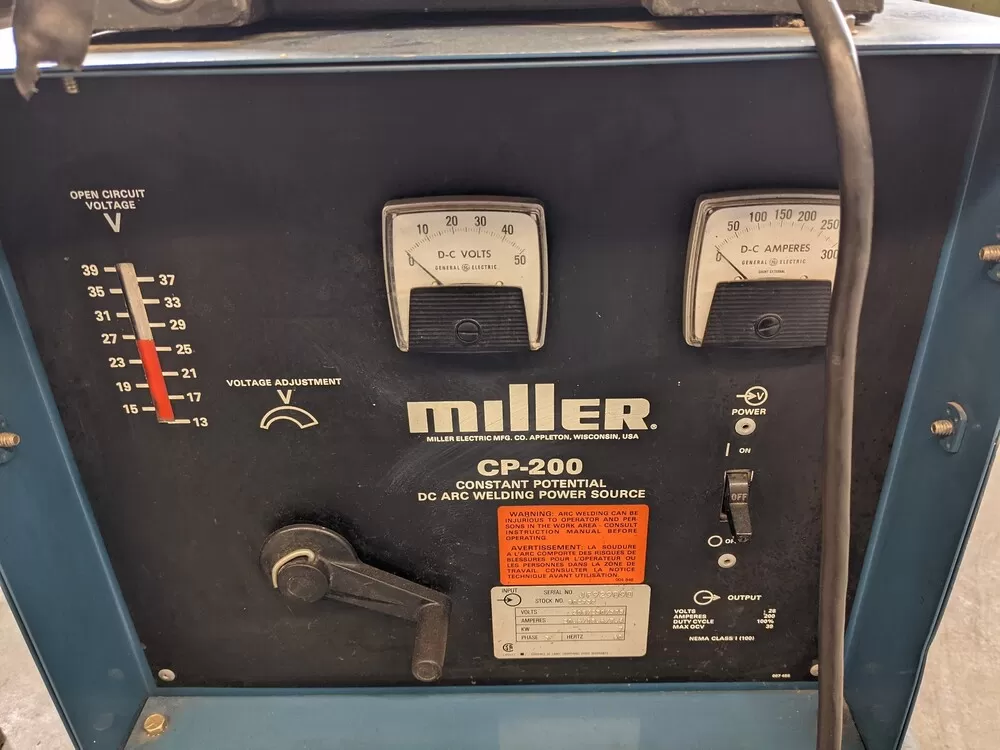 OPEN CIRCUIT
VOLTAGE
V
39
37
35
33
31
29
27
25
23
21
19
17
15
13
0 10 20 30 40 50
D-C VOLTS
GENERAL ELECTRIC
0 50 100 150 200 250 300
D-C AMPERES
GENERAL ELECTRIC
VOLTAGE ADJUSTMENT
V
miller®
MILLER ELECTRIC MFG. CO. APPLETON, WISCONSIN, USA
CP-200
CONSTANT POTENTIAL
DC ARC WELDING POWER SOURCE
WARNING: ARC WELDING CAN BE
INJURIOUS TO OPERATOR AND PER
SONS IN THE WORK AREA - CONSULT
INSTRUCTION MANUAL BEFORE
OPERATING
AVERTISSEMENT: LA SOUDURE
A L'ARC COMPORTE DES RISQUES DE
BLESSURES POUR L'OPERATEUR OU
LES PERSONNES DANS LA ZONE DE
TRAVAIL. CONSULTER LA NOTICE
TECHNIQUE AVANT UTILISATION.
INPUT
SERIAL NO.
STOCK NO.
VOLTS
AMPERES
KW
PHASE HERTZ
V
POWER
ON
OFF
OUTPUT
VOLTS 28
AMPERES 200
DUTY CYCLE 100%
MAX OCV
NEMA CLASS I (100)